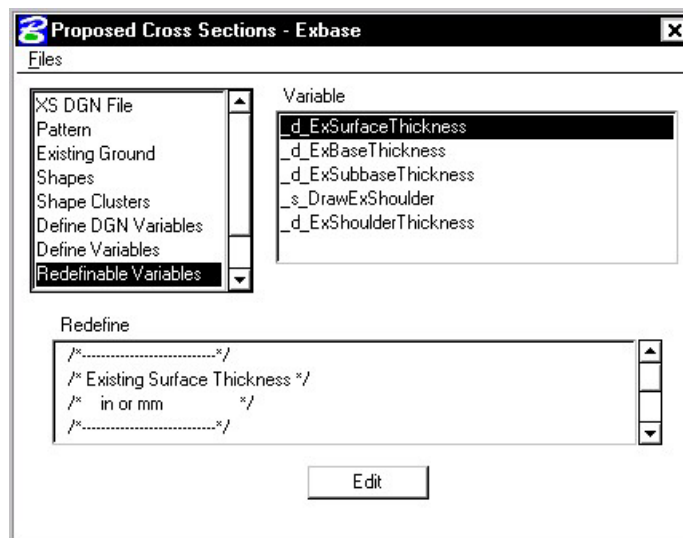 Proposed Cross Sections - Exbase
Files
XS DGN File
Pattern
Existing Ground
Shapes
Shape Clusters
Define DGN Variables
Define Variables
Redefinable Variables
Variable
_d_ExSurfaceThickness
_d_ExBaseThickness
_d_ExSubbaseThickness
_s_DrawExShoulder
_d_ExShoulderThickness
Redefine
/*--------------------------*/
/* Existing Surface Thickness */
/*    in or mm                */
/*--------------------------*/
Edit